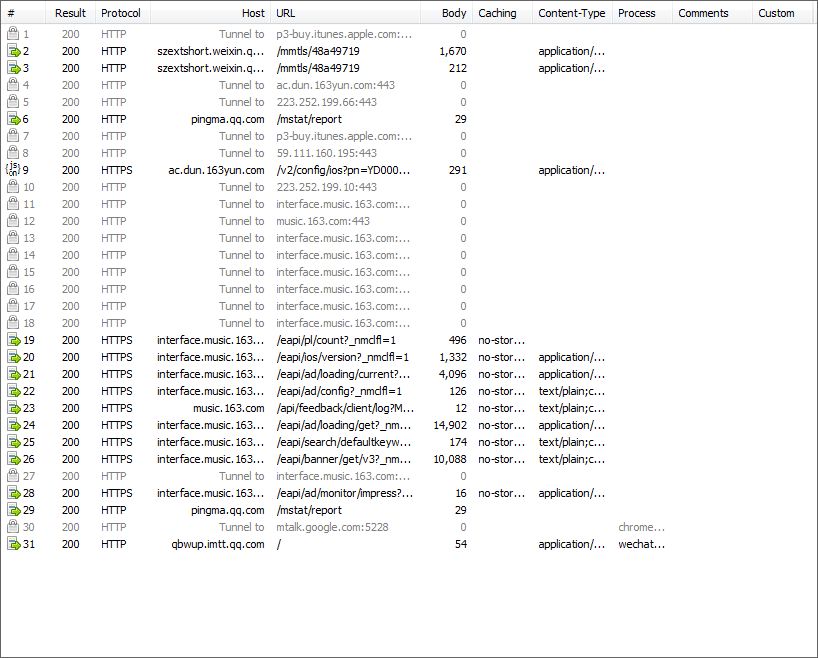 # Result Protocol Host URL Body Caching Content-Type Process Comments Custom
1 200 HTTP Tunnel to p3-buy.itunes.apple.com:... 0
2 200 HTTP szextshort.weixin.q... /mmtls/48a49719 1,670 application/...
3 200 HTTP szextshort.weixin.q... /mmtls/48a49719 212 application/...
4 200 HTTP Tunnel to ac.dun.163yun.com:443 0
5 200 HTTP Tunnel to 223.252.199.66:443 0
6 200 HTTP pingma.qq.com /mstat/report 29
7 200 HTTP Tunnel to p3-buy.itunes.apple.com:... 0
8 200 HTTP Tunnel to 59.111.160.195:443 0
9 200 HTTPS ac.dun.163yun.com /v2/config/ios?pn=YD000... 291 application/...
10 200 HTTP Tunnel to 223.252.199.10:443 0
11 200 HTTP Tunnel to interface.music.163.com:... 0
12 200 HTTP Tunnel to music.163.com:443 0
13 200 HTTP Tunnel to interface.music.163.com:... 0
14 200 HTTP Tunnel to interface.music.163.com:... 0
15 200 HTTP Tunnel to interface.music.163.com:... 0
16 200 HTTP Tunnel to interface.music.163.com:... 0
17 200 HTTP Tunnel to interface.music.163.com:... 0
18 200 HTTP Tunnel to interface.music.163.com:... 0
19 200 HTTPS interface.music.163... /eapi/pl/count?_nmclfl=1 496 no-stor...
20 200 HTTPS interface.music.163... /eapi/ios/version?_nmclfl=1 1,332 no-stor... application/...
21 200 HTTPS interface.music.163... /eapi/ad/loading/current?... 4,096 no-stor... application/...
22 200 HTTPS interface.music.163... /eapi/ad/config?_nmclfl=1 126 no-stor... text/plain;c...
23 200 HTTPS music.163.com /api/feedback/client/log?M... 12 no-stor... text/plain;c...
24 200 HTTPS interface.music.163... /eapi/ad/loading/get?_nm... 14,902 no-stor... application/...
25 200 HTTPS interface.music.163... /eapi/search/defaultkeyw... 174 no-stor... text/plain;c...
26 200 HTTPS interface.music.163... /eapi/banner/get/v3?_nm... 10,088 no-stor... text/plain;c...
27 200 HTTP Tunnel to interface.music.163.com:... 0
28 200 HTTPS interface.music.163... /eapi/ad/monitor/impress?... 16 no-stor... application/...
29 200 HTTP pingma.qq.com /mstat/report 29
30 200 HTTP Tunnel to mtalk.google.com:5228 0 chrome...
31 200 HTTP qbwup.imtt.qq.com / 54 application/... wechat...